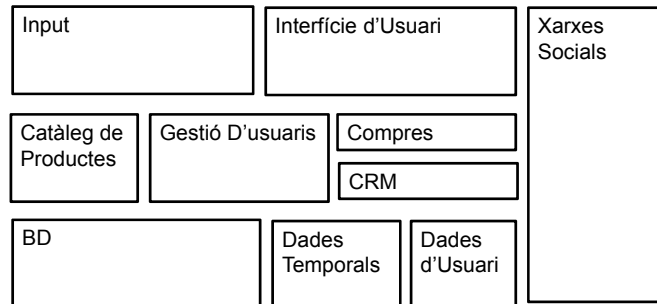 Input
Interfície d'Usuari
Xarxes
Socials
Catàleg de
Productes
Gestió D'usuaris
Compres
CRM
BD
Dades
Temporals
Dades
d'Usuari